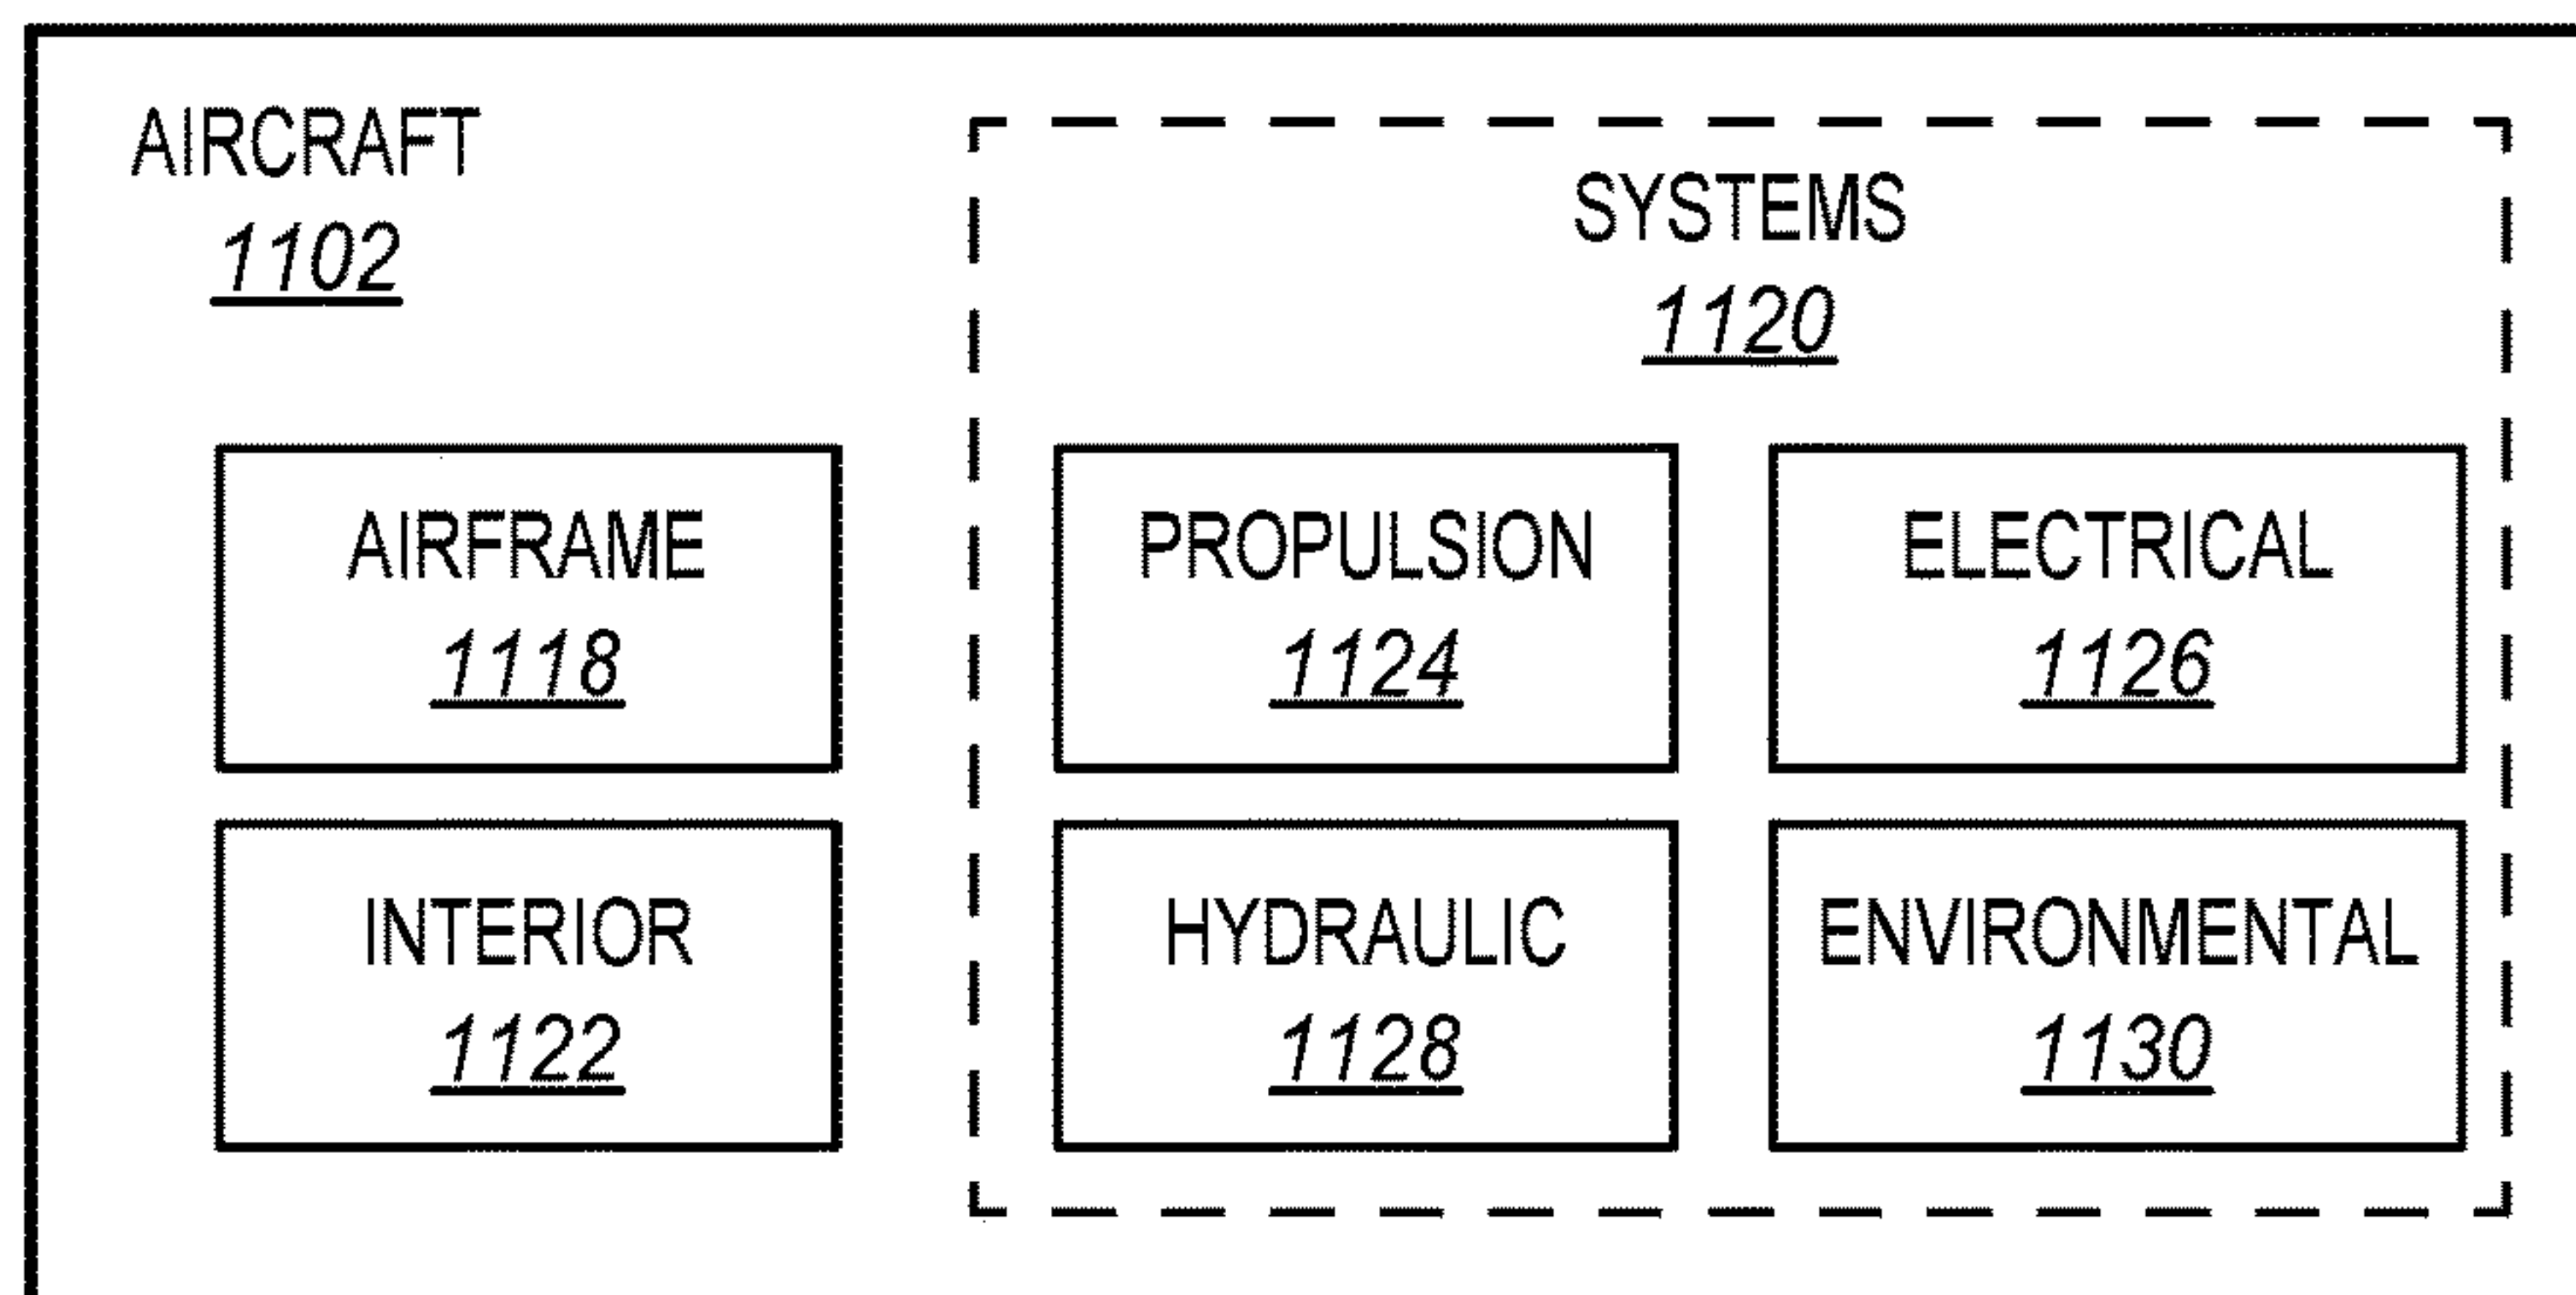 AIRCRAFT
1102
SYSTEMS
1120
AIRFRAME
1118
PROPULSION
1124
ELECTRICAL
1126
INTERIOR
1122
HYDRAULIC
1128
ENVIRONMENTAL
1130